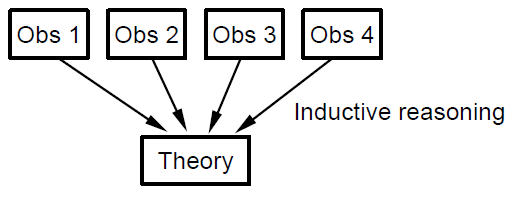 Obs 1 Obs 2 Obs 3 Obs 4
Inductive reasoning
Theory